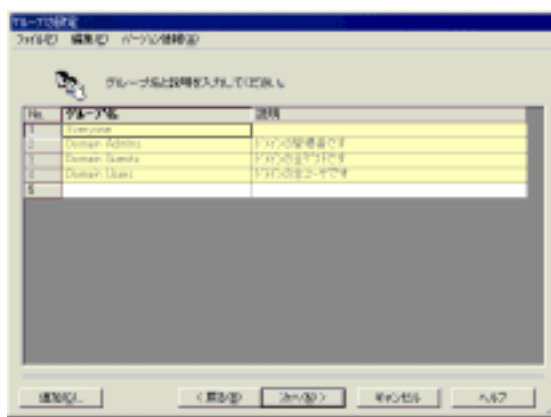 グループの設定
ファイル(F) 編集(E) バージョン情報(A)
グループ名と説明を入力してください。
No. グループ名 説明
1 Everyone
2 Domain Admins ドメインの管理者です
3 Domain Guests ドメインの全ゲストです
4 Domain Users ドメインの全ユーザです
5
追加(A)... < 戻る(B) 次へ(N) > キャンセル ヘルプ